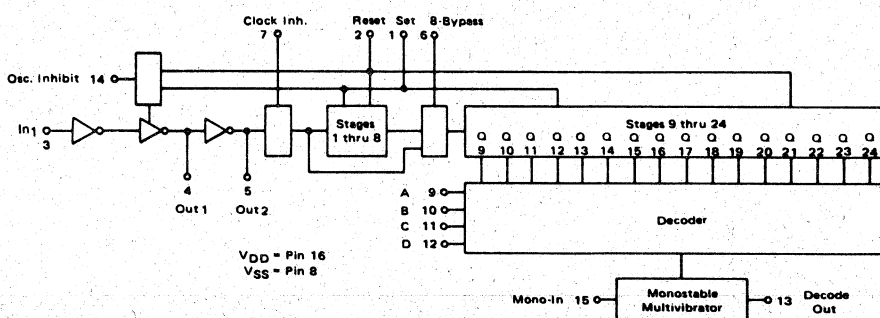 Clock Inh. Reset Set 8-Bypass
7 2 1 6
Osc. Inhibit 14
In1
3
Stages
1 thru 8
Stages 9 thru 24
Q Q Q Q Q Q Q Q Q Q Q Q Q Q Q Q
9 10 11 12 13 14 15 16 17 18 19 20 21 22 23 24
4 5
Out 1 Out 2
A 9
B 10
C 11
D 12
Decoder
VDD = Pin 16
VSS = Pin 8
Mono-In 15
Monostable
Multivibrator
13 Decode
Out